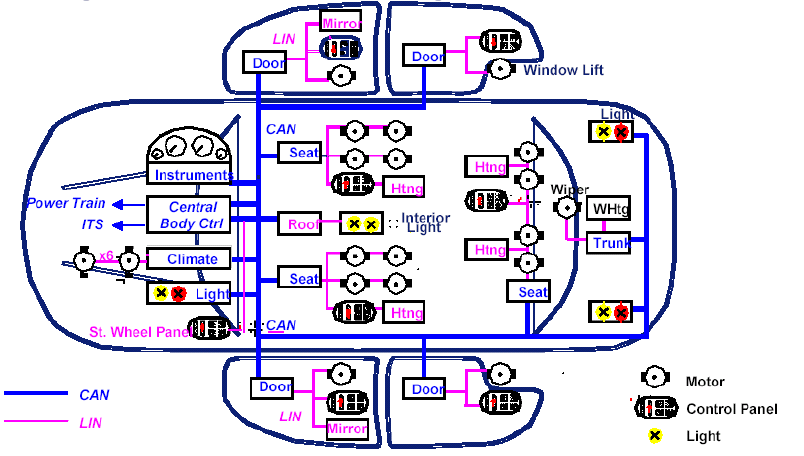 Mirror
LIN
Door
Door
Window Lift
CAN
Light
Seat
Instruments
Htng
Htng
Power Train
ITS
Central
Body Ctrl
Roof
Interior
Light
Wiper
WHtg
Trunk
x6
Climate
Htng
Seat
Light
Seat
Htng
St. Wheel Panel
CAN
Door
Door
LIN
Mirror
CAN
LIN
Motor
Control Panel
Light